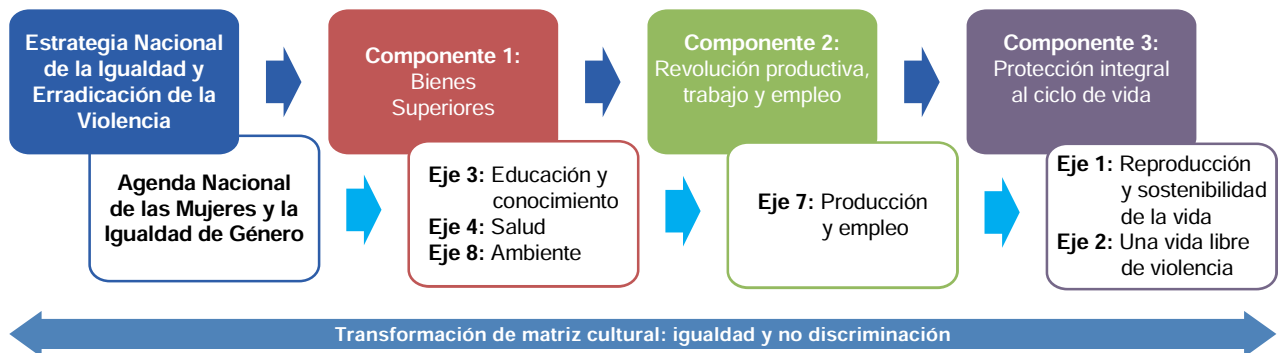 Estrategia Nacional
de la Igualdad y
Erradicación de la
Violencia
Agenda Nacional
de las Mujeres y la
Igualdad de Género
Componente 1:
Bienes
Superiores
Eje 3: Educación y
conocimiento
Eje 4: Salud
Eje 8: Ambiente
Componente 2:
Revolución productiva,
trabajo y empleo
Eje 7: Producción
y empleo
Componente 3:
Protección integral
al ciclo de vida
Eje 1: Reproducción
y sostenibilidad
de la vida
Eje 2: Una vida libre
de violencia
Transformación de matriz cultural: igualdad y no discriminación